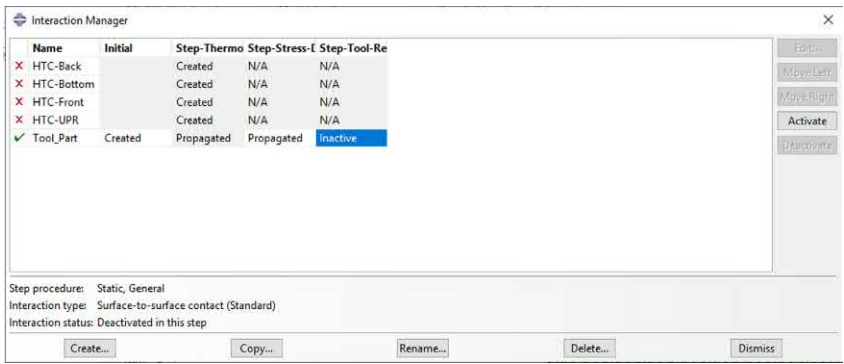 Interaction Manager
Name Initial Step-Thermo Step-Stress-D Step-Tool-Re
HTC-Back Created N/A N/A
HTC-Bottom Created N/A N/A
HTC-Front Created N/A N/A
HTC-UPR Created N/A N/A
Tool_Part Created Propagated Propagated Inactive
Edit...
Move Left
Move Right
Activate
Deactivate
Step procedure: Static, General
Interaction type: Surface-to-surface contact (Standard)
Interaction status: Deactivated in this step
Create... Copy... Rename... Delete... Dismiss